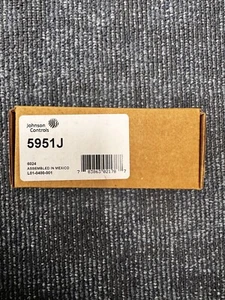 Johnson
Controls
5951J
6024
ASSEMBLED IN MEXICO
L01-0400-001